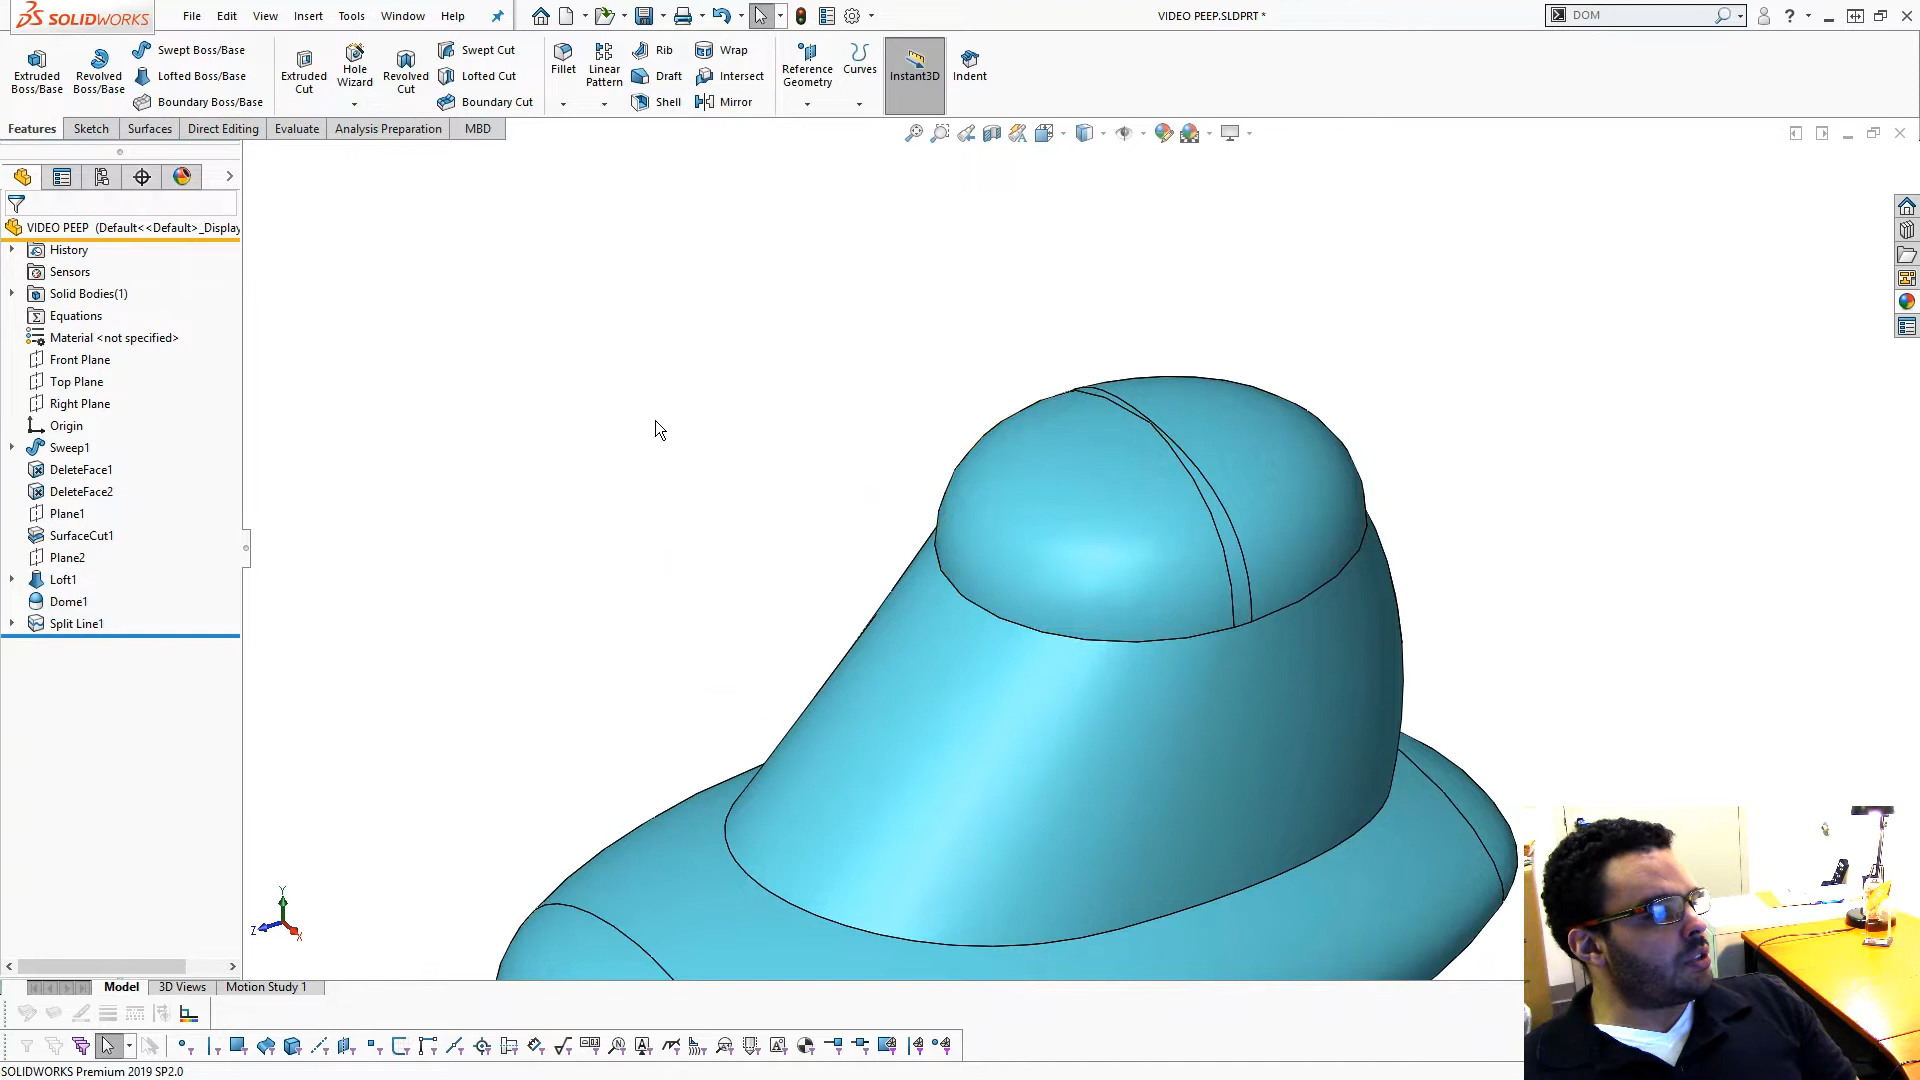 SOLIDWORKS File Edit View Insert Tools Window Help VIDEO PEEP.SLDPRT * DOM ?
Extruded Boss/Base
Revolved Boss/Base
Swept Boss/Base
Lofted Boss/Base
Boundary Boss/Base
Extruded Cut
Hole Wizard
Revolved Cut
Swept Cut
Lofted Cut
Boundary Cut
Fillet
Linear Pattern
Rib
Draft
Shell
Wrap
Intersect
Mirror
Reference Geometry
Curves
Instant3D
Indent
Features Sketch Surfaces Direct Editing Evaluate Analysis Preparation MBD
VIDEO PEEP (Default<<Default>_Display
History
Sensors
Solid Bodies(1)
Equations
Material <not specified>
Front Plane
Top Plane
Right Plane
Origin
Sweep1
DeleteFace1
DeleteFace2
Plane1
SurfaceCut1
Plane2
Loft1
Dome1
Split Line1
Y
Z
X
Model 3D Views Motion Study 1
SOLIDWORKS Premium 2019 SP2.0